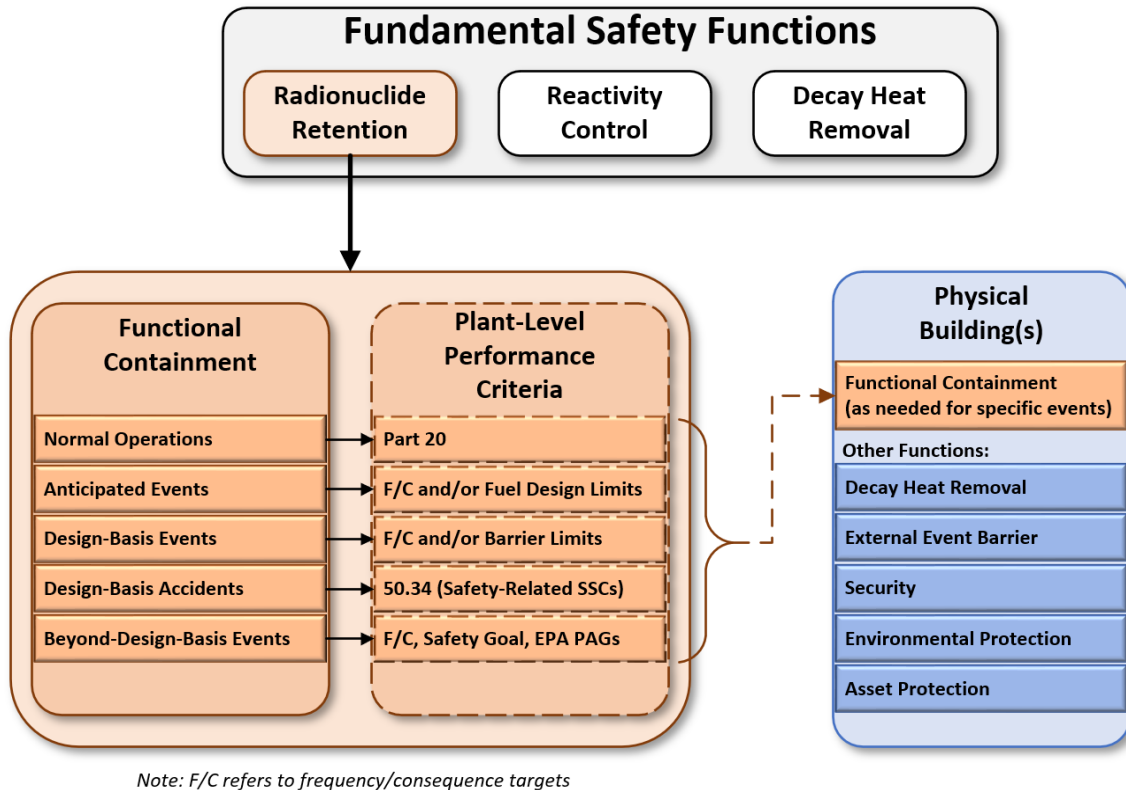 Fundamental Safety Functions
Radionuclide
Retention
Reactivity
Control
Decay Heat
Removal
Functional
Containment
Normal Operations
Anticipated Events
Design-Basis Events
Design-Basis Accidents
Beyond-Design-Basis Events
Plant-Level
Performance
Criteria
Part 20
F/C and/or Fuel Design Limits
F/C and/or Barrier Limits
50.34 (Safety-Related SSCs)
F/C, Safety Goal, EPA PAGs
Physical
Building(s)
Functional Containment
(as needed for specific events)
Other Functions:
Decay Heat Removal
External Event Barrier
Security
Environmental Protection
Asset Protection
Note: F/C refers to frequency/consequence targets